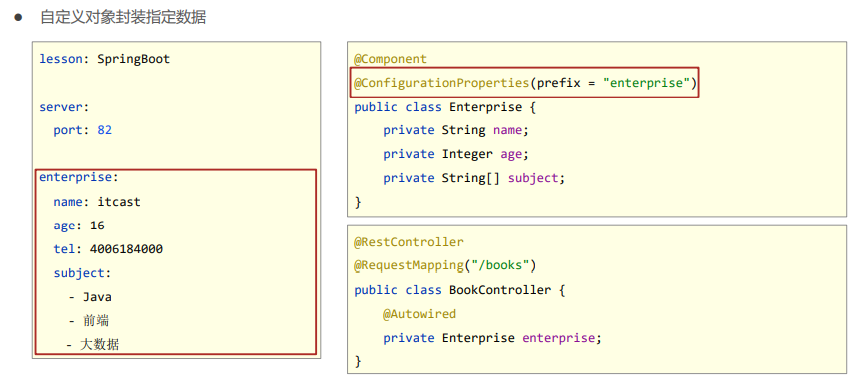 ● 自定义对象封装指定数据
lesson: SpringBoot
server:
port: 82
enterprise:
name: itcast
age: 16
tel: 4006184000
subject:
- Java
- 前端
- 大数据
@Component
@ConfigurationProperties(prefix = "enterprise")
public class Enterprise {
private String name;
private Integer age;
private String[] subject;
}
@RestController
@RequestMapping("/books")
public class BookController {
@Autowired
private Enterprise enterprise;
}